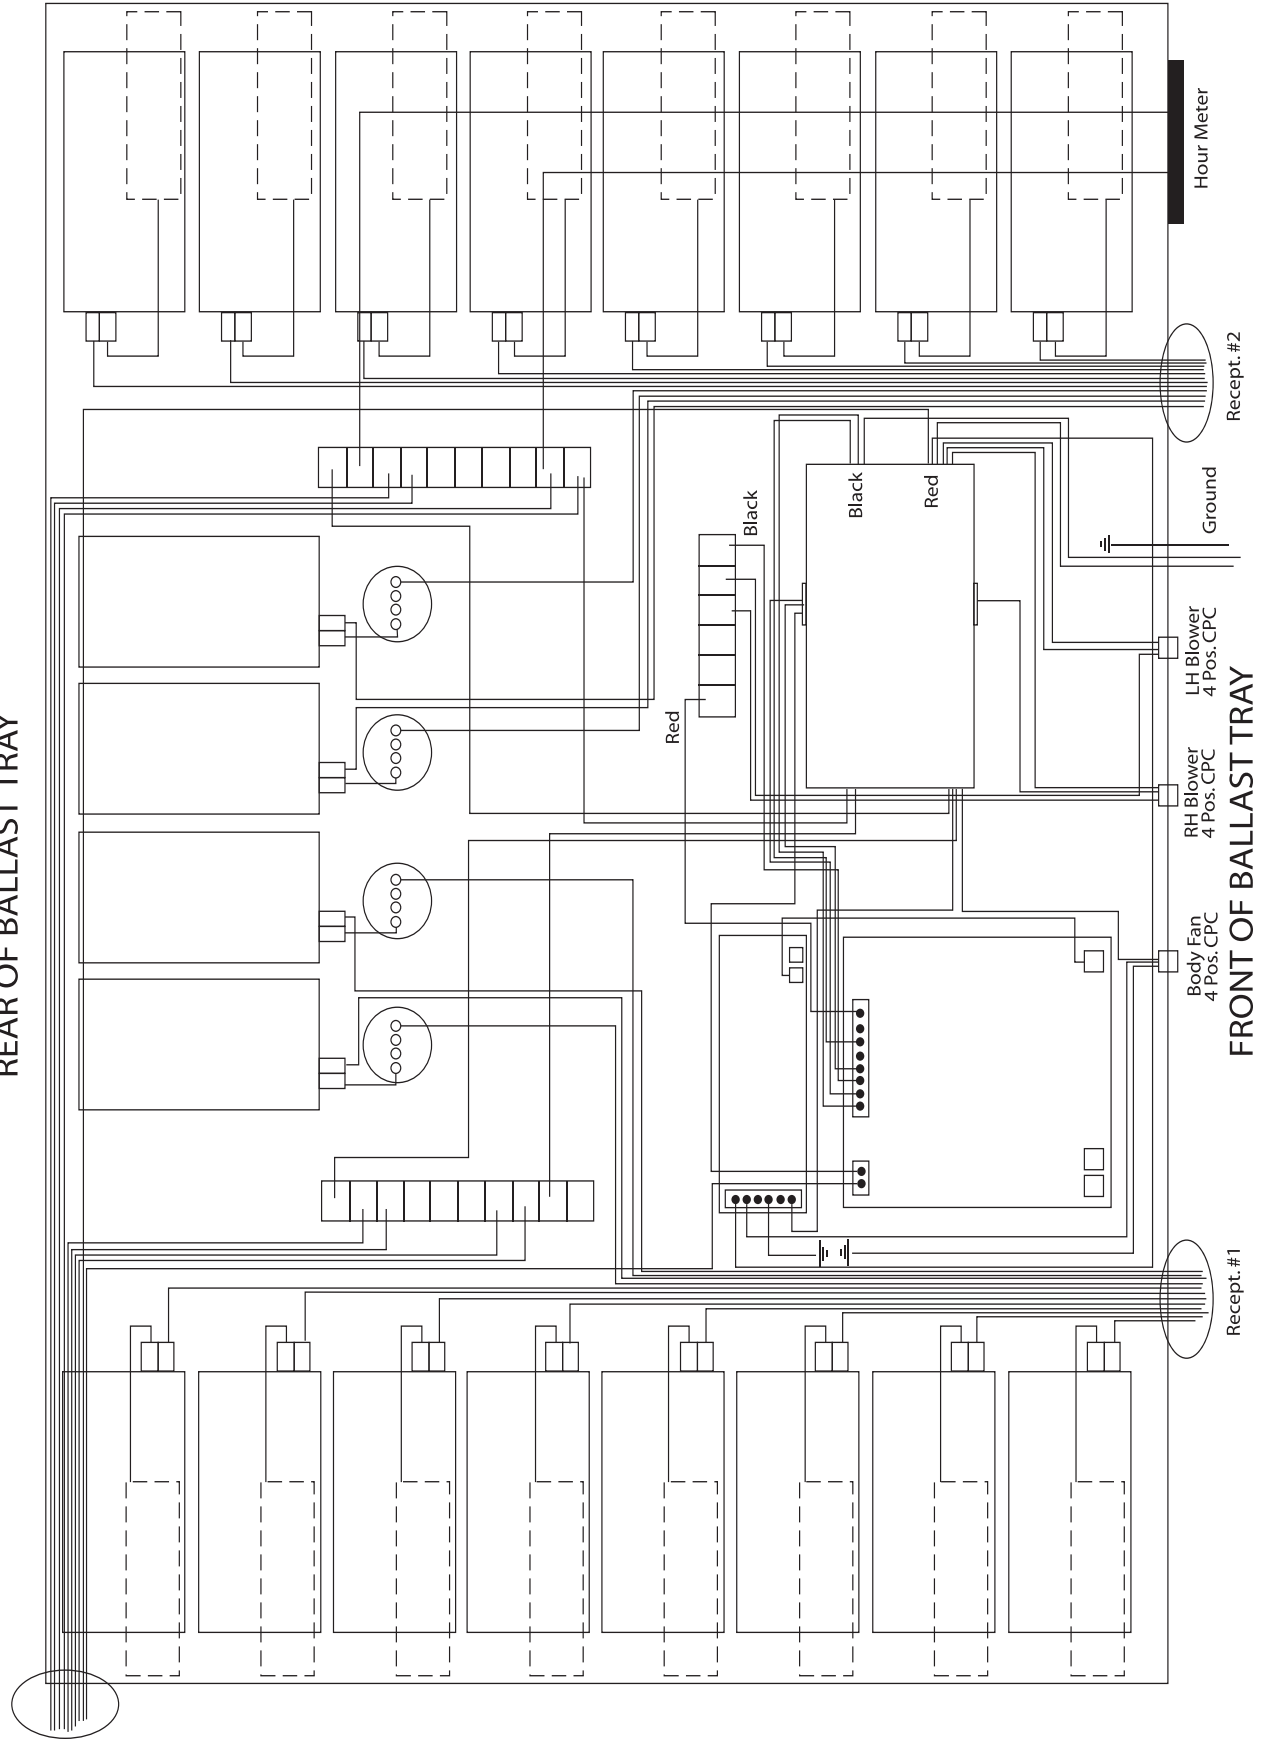 REAR OF BALLAST TRAY
Hour Meter
Recept. #2
Black
Black
Red
Ground
Red
LH Blower
4 Pos. CPC
RH Blower
4 Pos. CPC
Body Fan
4 Pos. CPC
FRONT OF BALLAST TRAY
Recept. #1